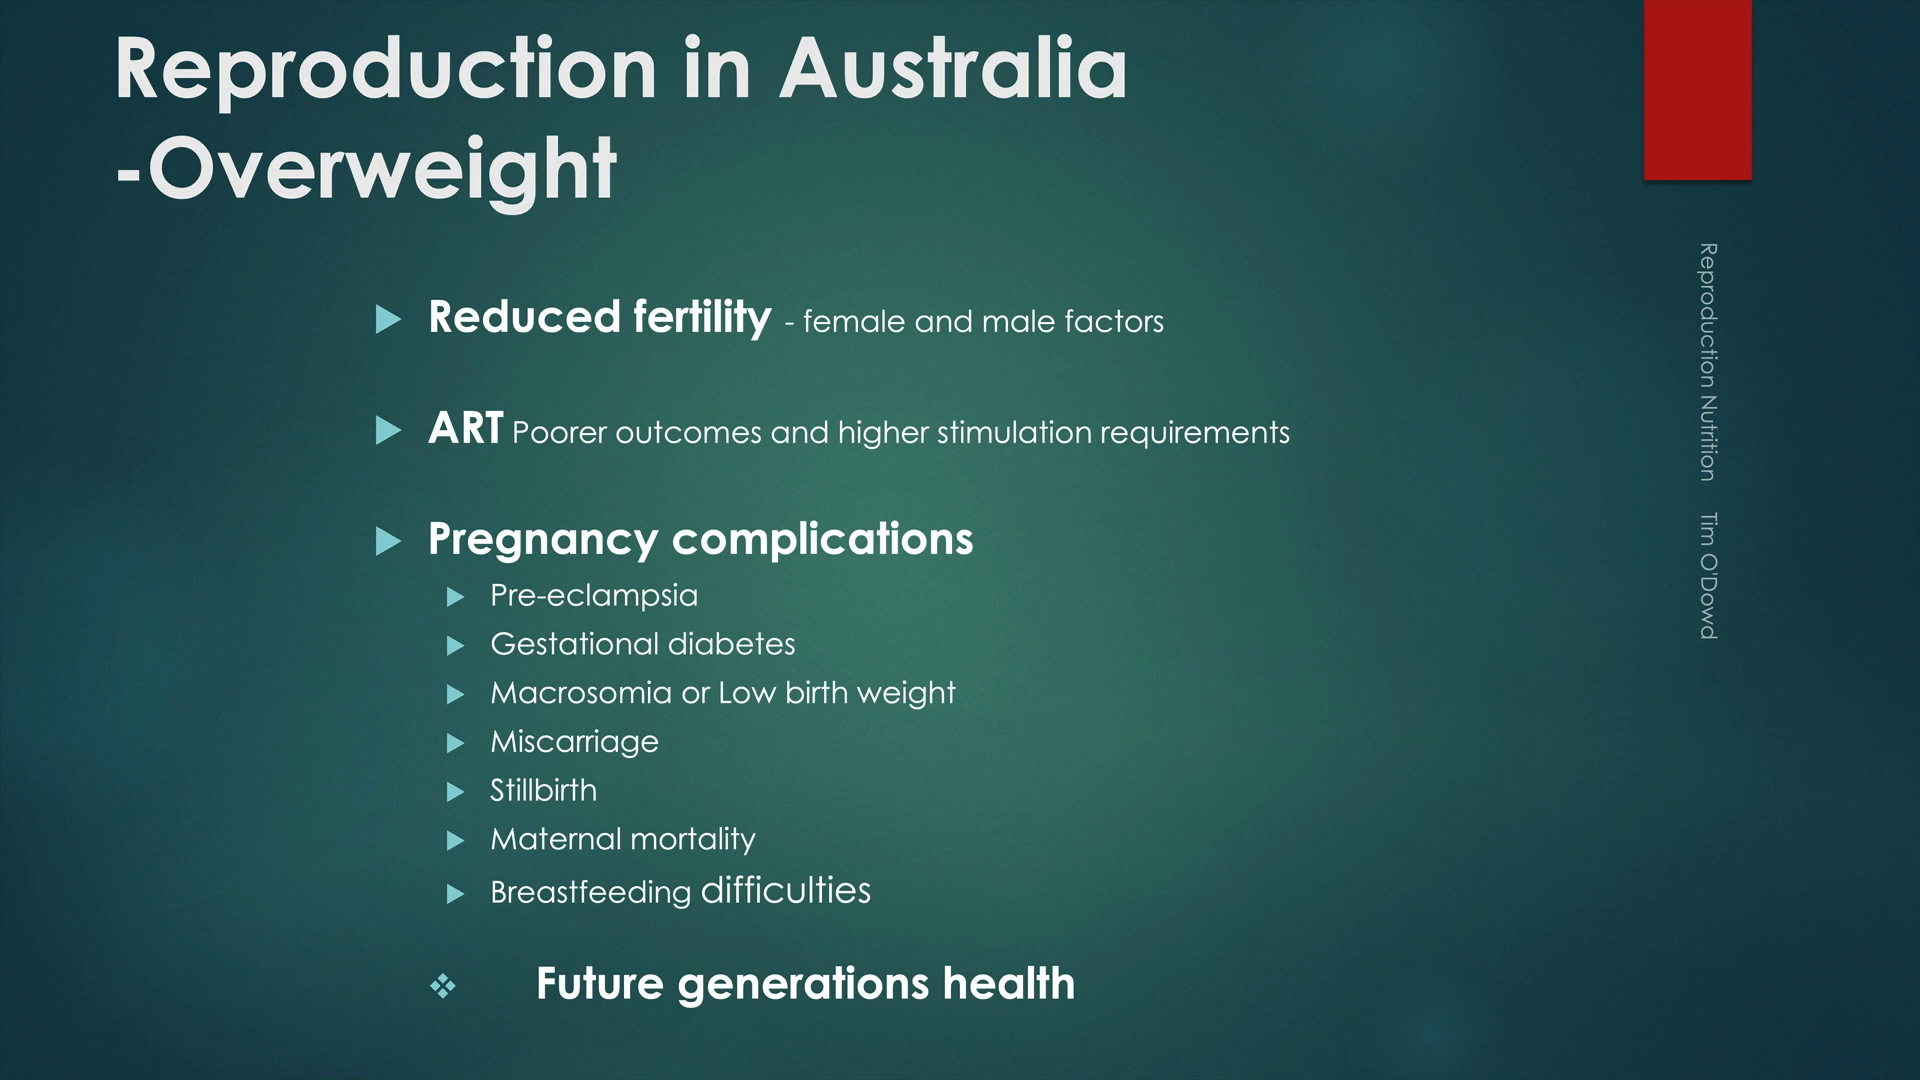 Reproduction in Australia
-Overweight
Reduced fertility - female and male factors
ART Poorer outcomes and higher stimulation requirements
Pregnancy complications
Pre-eclampsia
Gestational diabetes
Macrosomia or Low birth weight
Miscarriage
Stillbirth
Maternal mortality
Breastfeeding difficulties
Future generations health
Reproduction Nutrition Tim O'Dowd